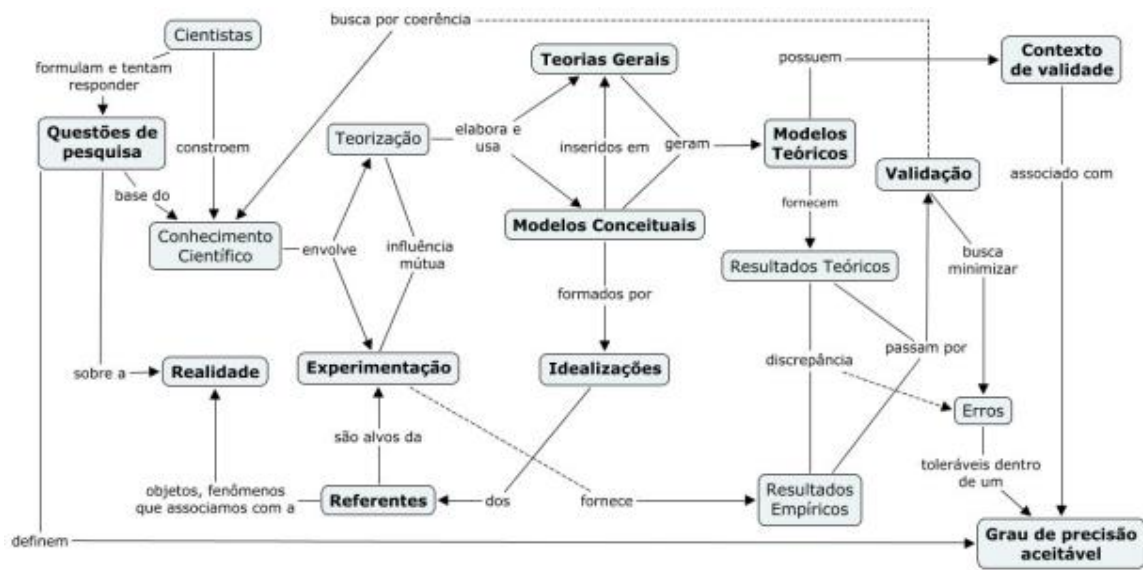 busca por coerência
Cientistas
formulam e tentam
responder
Questões de
pesquisa
constroem
base do
Conhecimento
Científico
envolve
Teorização
influência
mútua
elabora e
usa
Teorias Gerais
inseridos em
geram
Modelos Conceituais
formados por
Idealizações
possuem
Modelos
Teóricos
fornecem
Resultados Teóricos
Contexto
de validade
Validação
associado com
busca
minimizar
discrepância
passam por
Erros
toleráveis dentro
de um
sobre a
Realidade
Experimentação
são alvos da
objetos, fenômenos
que associamos com a
Referentes
dos
fornece
Resultados
Empíricos
definem
Grau de precisão
aceitável